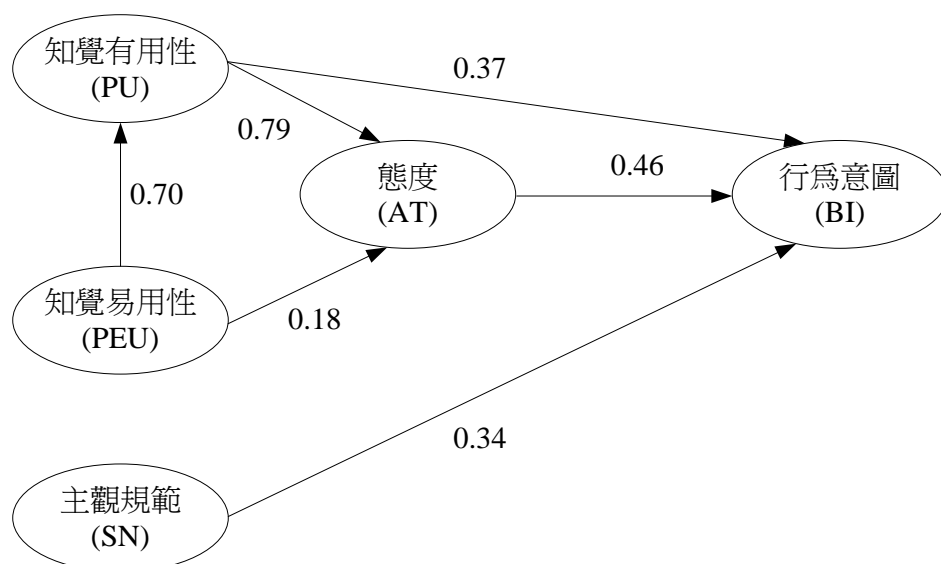 知覺有用性
(PU)
0.37
0.79
態度
(AT)
0.46
行為意圖
(BI)
0.70
知覺易用性
(PEU)
0.18
0.34
主觀規範
(SN)